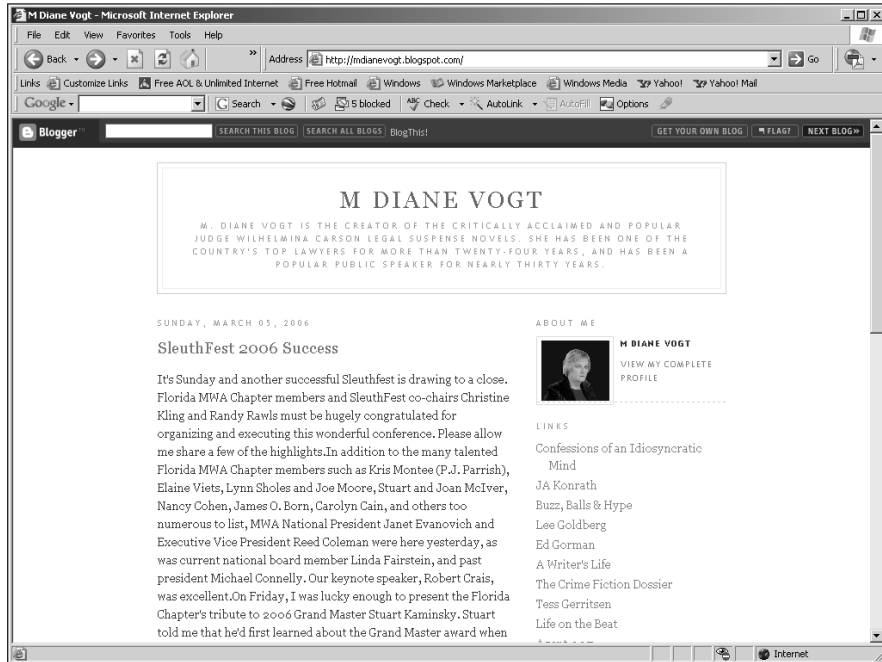 M Diane Vogt - Microsoft Internet Explorer
File Edit View Favorites Tools Help
Back » Address http://mdianevogt.blogspot.com/ Go
Links Customize Links Free AOL & Unlimited Internet Free Hotmail Windows Windows Marketplace Windows Media Yahoo! Yahoo! Mail
Google Search 5 blocked ABC Check AutoLink AutoFill Options
Blogger SEARCH THIS BLOG SEARCH ALL BLOGS BlogThis! GET YOUR OWN BLOG FLAG? NEXT BLOG»
M DIANE VOGT
M. DIANE VOGT IS THE CREATOR OF THE CRITICALLY ACCLAIMED AND POPULAR
JUDGE WILHELMINA CARSON LEGAL SUSPENSE NOVELS. SHE HAS BEEN ONE OF THE
COUNTRY'S TOP LAWYERS FOR MORE THAN TWENTY-FOUR YEARS, AND HAS BEEN A
POPULAR PUBLIC SPEAKER FOR NEARLY THIRTY YEARS.
SUNDAY, MARCH 05, 2006
SleuthFest 2006 Success
It's Sunday and another successful Sleuthfest is drawing to a close.
Florida MWA Chapter members and SleuthFest co-chairs Christine
Kling and Randy Rawls must be hugely congratulated for
organizing and executing this wonderful conference. Please allow
me share a few of the highlights.In addition to the many talented
Florida MWA Chapter members such as Kris Montee (P.J. Parrish),
Elaine Viets, Lynn Sholes and Joe Moore, Stuart and Joan McIver,
Nancy Cohen, James O. Born, Carolyn Cain, and others too
numerous to list, MWA National President Janet Evanovich and
Executive Vice President Reed Coleman were here yesterday, as
was current national board member Linda Fairstein, and past
president Michael Connelly. Our keynote speaker, Robert Crais,
was excellent.On Friday, I was lucky enough to present the Florida
Chapter's tribute to 2006 Grand Master Stuart Kaminsky. Stuart
told me that he'd first learned about the Grand Master award when
ABOUT ME
M DIANE VOGT
VIEW MY COMPLETE
PROFILE
LINKS
Confessions of an Idiosyncratic
Mind
JA Konrath
Buzz, Balls & Hype
Lee Goldberg
Ed Gorman
A Writer's Life
The Crime Fiction Dossier
Tess Gerritsen
Life on the Beat
Internet